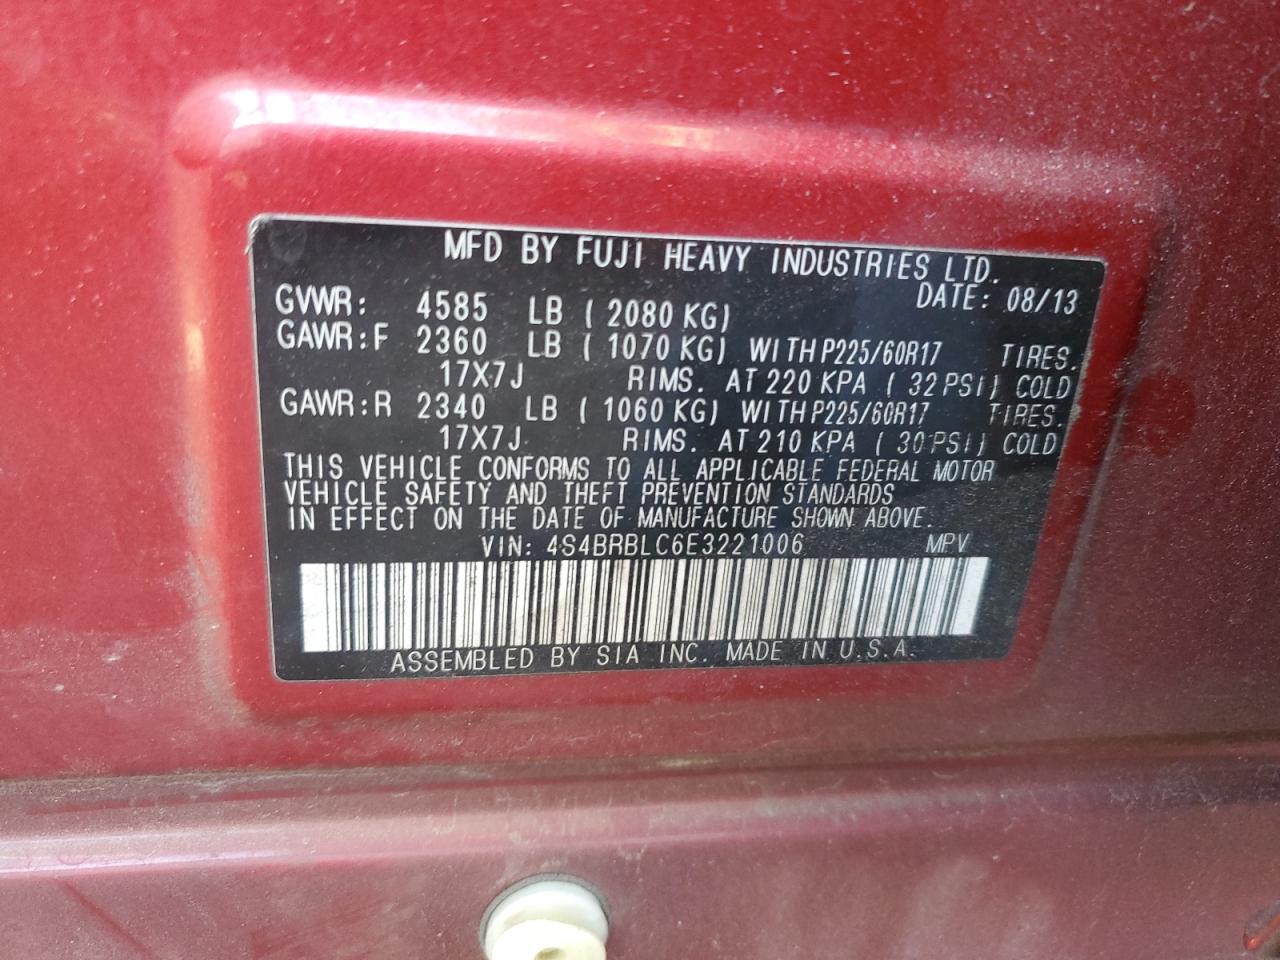 MFD BY FUJI HEAVY INDUSTRIES LTD.
DATE: 08/13
GVWR: 4585 LB ( 2080 KG)
GAWR:F 2360 LB ( 1070 KG) WITH P225/60R17 TIRES.
17X7J RIMS. AT 220 KPA ( 32 PSI) COLD
GAWR:R 2340 LB ( 1060 KG) WITH P225/60R17 TIRES.
17X7J RIMS. AT 210 KPA ( 30 PSI) COLD
THIS VEHICLE CONFORMS TO ALL APPLICABLE FEDERAL MOTOR
VEHICLE SAFETY AND THEFT PREVENTION STANDARDS
IN EFFECT ON THE DATE OF MANUFACTURE SHOWN ABOVE.
VIN: 4S4BRBLC6E3221006 MPV
ASSEMBLED BY SIA INC. MADE IN U.S.A.